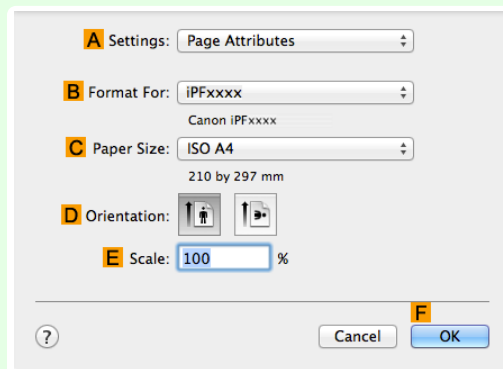 A Settings: Page Attributes
B Format For: iPFxxxx
Canon iPFxxxx
C Paper Size: ISO A4
210 by 297 mm
D Orientation:
E Scale: 100 %
F
? Cancel OK